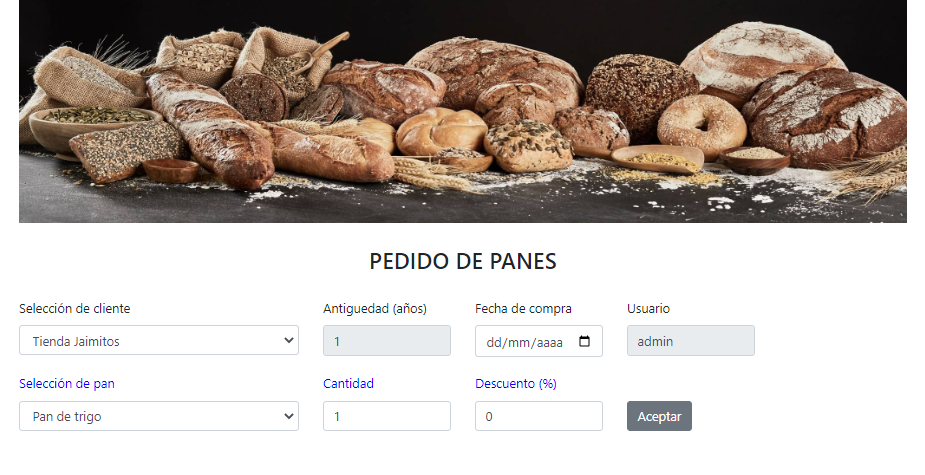 PEDIDO DE PANES
Selección de cliente Antiguedad (años) Fecha de compra Usuario
Tienda Jaimitos 1 dd/mm/aaaa admin
Selección de pan Cantidad Descuento (%)
Pan de trigo 1 0 Aceptar